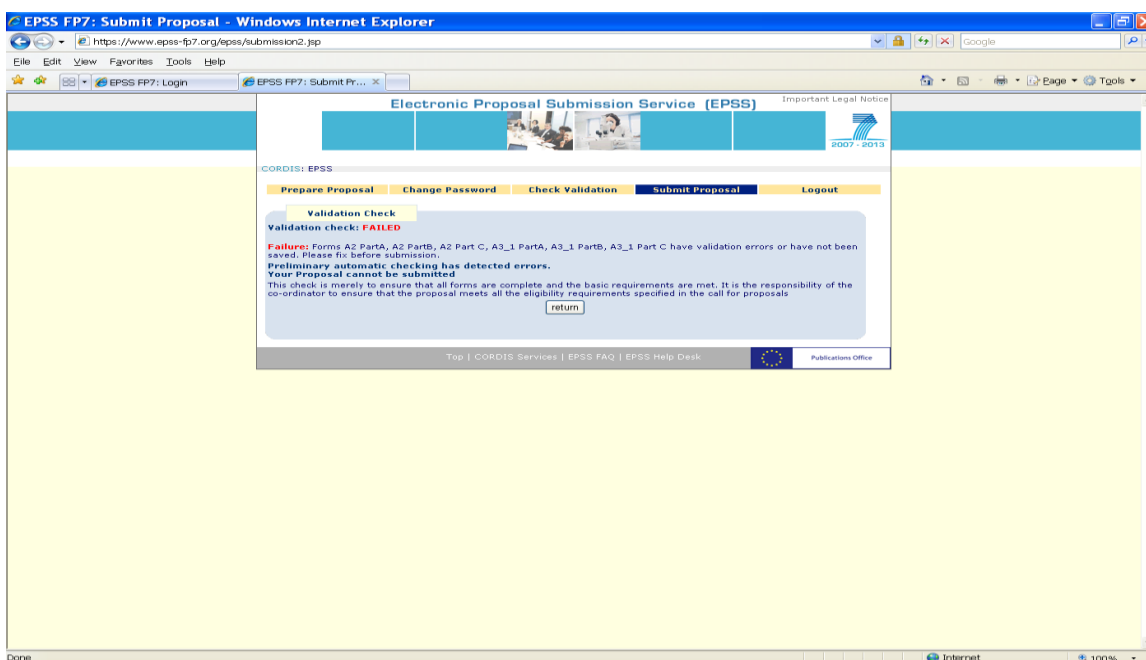 EPSS FP7: Submit Proposal - Windows Internet Explorer
https://www.epss-fp7.org/epss/submission2.jsp
Google
File Edit View Favorites Tools Help
EPSS FP7: Login
EPSS FP7: Submit Pr...
Page
Tools
Electronic Proposal Submission Service (EPSS)
Important Legal Notice
2007 - 2013
CORDIS: EPSS
Prepare Proposal Change Password Check Validation Submit Proposal Logout
Validation Check
Validation check: FAILED
Failure: Forms A2 PartA, A2 PartB, A2 Part C, A3_1 PartA, A3_1 PartB, A3_1 Part C have validation errors or have not been
saved. Please fix before submission.
Preliminary automatic checking has detected errors.
Your Proposal cannot be submitted
This check is merely to ensure that all forms are complete and the basic requirements are met. It is the responsibility of the
co-ordinator to ensure that the proposal meets all the eligibility requirements specified in the call for proposals
return
Top | CORDIS Services | EPSS FAQ | EPSS Help Desk
Publications Office
Done
Internet
100%